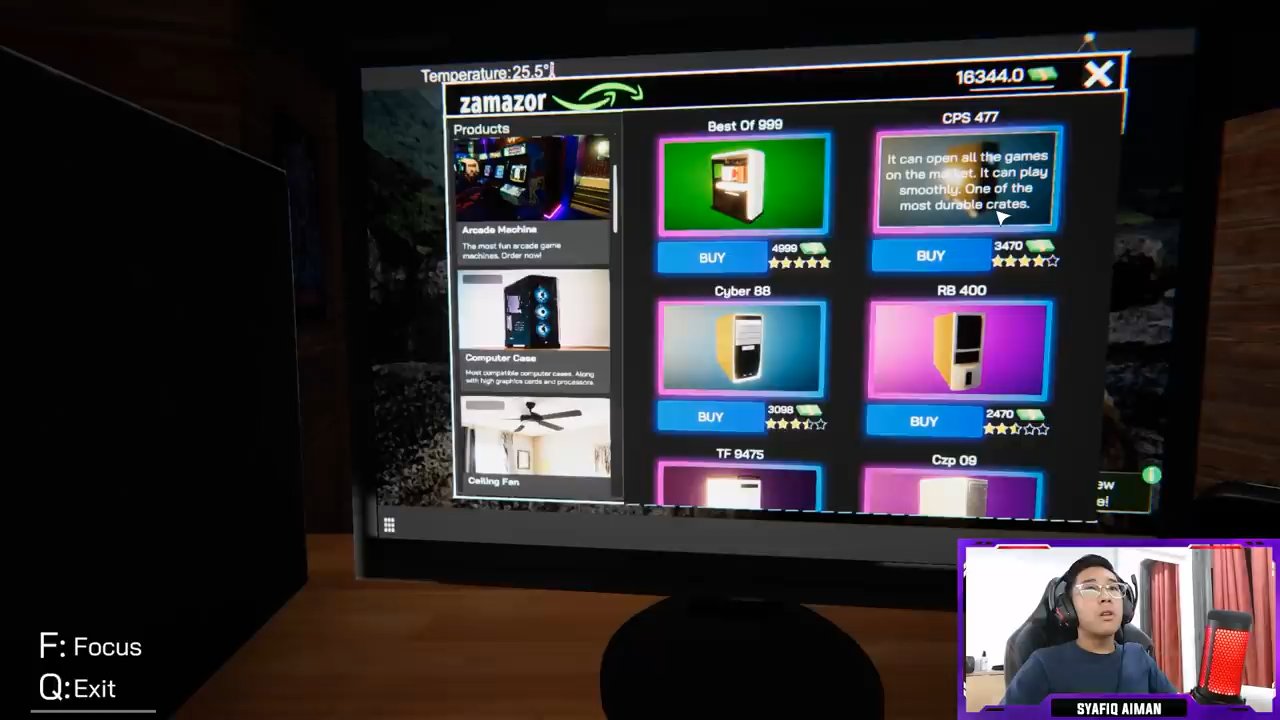 Temperature:25.5°
zamazor
16344.0
Products
Arcade Machine
The most fun arcade game
machines. Order now!
Computer Case
Most compatible computer cases. Along
with high graphics cards and processors.
Ceiling Fan
Best Of 999
BUY
4999
CPS 477
It can open all the games
on the market. It can play
smoothly. One of the
most durable crates.
BUY
3470
Cyber 88
BUY
3098
RB 400
BUY
2470
TF 9475
Czp 09
ew
e!
F: Focus
Q:Exit
SYAFIQ AIMAN